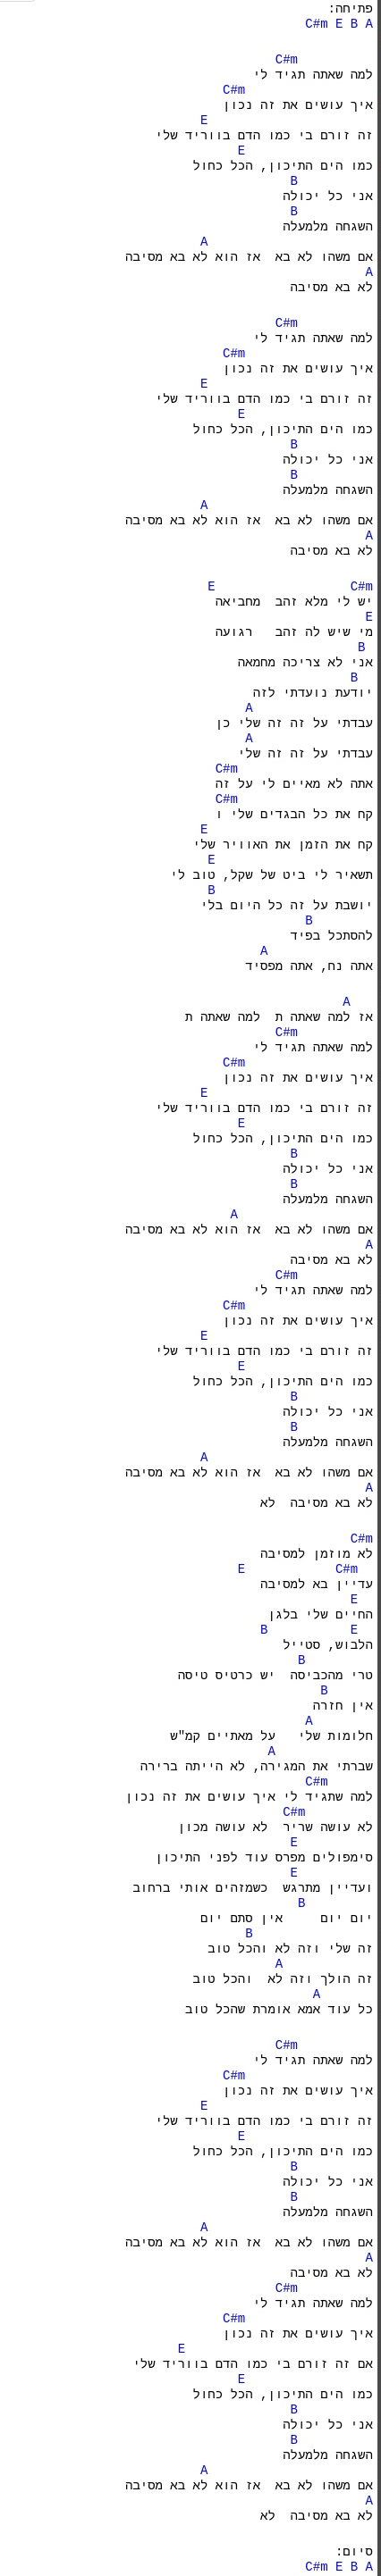 פתיחה:
C#m E B A
C#m
למה שאתה תגיד לי
C#m
איך עושים את זה נכון
E
זה זורם בי כמו הדם בווריד שלי
E
כמו הים התיכון, הכל כחול
B
אני כל יכולה
B
השגחה מלמעלה
A
אם משהו לא בא אז הוא לא בא מסיבה
A
לא בא מסיבה
C#m
למה שאתה תגיד לי
C#m
איך עושים את זה נכון
E
זה זורם בי כמו הדם בווריד שלי
E
כמו הים התיכון, הכל כחול
B
אני כל יכולה
B
השגחה מלמעלה
A
אם משהו לא בא אז הוא לא בא מסיבה
A
לא בא מסיבה
E C#m
יש לי מלא זהב מחביאה
E
מי שיש לה זהב רגועה
B
אני לא צריכה מחמאה
B
יודעת נועדתי לזה
A
עבדתי על זה זה שלי כן
A
עבדתי על זה זה שלי
C#m
אתה לא מאיים לי על זה
C#m
קח את כל הבגדים שלי ו
E
קח את הזמן את האוויר שלי
E
תשאיר לי ביט של שקל, טוב לי
B
יושבת על זה כל היום בלי
B
להסתכל בפיד
A
אתה נח, אתה מפסיד
A
אז למה שאתה ת למה שאתה ת
C#m
למה שאתה תגיד לי
C#m
איך עושים את זה נכון
E
זה זורם בי כמו הדם בווריד שלי
E
כמו הים התיכון, הכל כחול
B
אני כל יכולה
B
השגחה מלמעלה
A
אם משהו לא בא אז הוא לא בא מסיבה
A
לא בא מסיבה
C#m
למה שאתה תגיד לי
C#m
איך עושים את זה נכון
E
זה זורם בי כמו הדם בווריד שלי
E
כמו הים התיכון, הכל כחול
B
אני כל יכולה
B
השגחה מלמעלה
A
אם משהו לא בא אז הוא לא בא מסיבה
A
לא בא מסיבה לא
C#m
לא מוזמן למסיבה
E C#m
עדיין בא למסיבה
E
החיים שלי בלגן
B E
הלבוש, סטייל
B
טרי מהכביסה יש כרטיס טיסה
B
אין חזרה
A
חלומות שלי על מאתיים קמ"ש
A
שברתי את המגירה, לא הייתה ברירה
C#m
למה שתגיד לי איך עושים את זה נכון
C#m
לא עושה שריר לא עושה מכון
E
סימפולים מפרס עוד לפני התיכון
E
ועדיין מתרגש כשמזהים אותי ברחוב
B
יום יום אין סתם יום
B
זה שלי וזה לא והכל טוב
A
זה הולך וזה לא והכל טוב
A
כל עוד אמא אומרת שהכל טוב
C#m
למה שאתה תגיד לי
C#m
איך עושים את זה נכון
E
זה זורם בי כמו הדם בווריד שלי
E
כמו הים התיכון, הכל כחול
B
אני כל יכולה
B
השגחה מלמעלה
A
אם משהו לא בא אז הוא לא בא מסיבה
A
לא בא מסיבה
C#m
למה שאתה תגיד לי
C#m
איך עושים את זה נכון
E
אם זה זורם בי כמו הדם בווריד שלי
E
כמו הים התיכון, הכל כחול
B
אני כל יכולה
B
השגחה מלמעלה
A
אם משהו לא בא אז הוא לא בא מסיבה
A
לא בא מסיבה לא
סיום:
C#m E B A